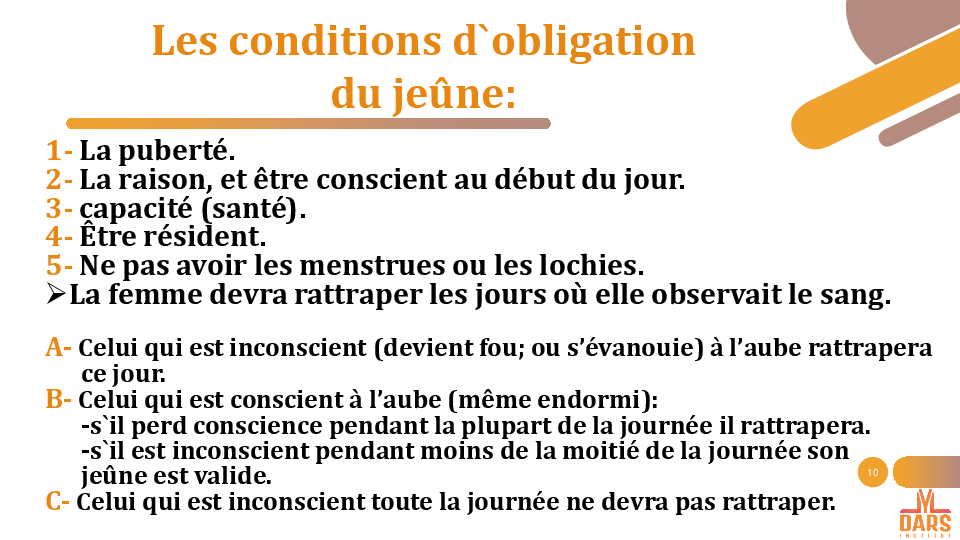 Les conditions d`obligation
du jeûne:
1- La puberté.
2- La raison, et être conscient au début du jour.
3- capacité (santé).
4- Être résident.
5- Ne pas avoir les menstrues ou les lochies.
➢La femme devra rattraper les jours où elle observait le sang.
A- Celui qui est inconscient (devient fou; ou s’évanouie) à l’aube rattrapera
ce jour.
B- Celui qui est conscient à l’aube (même endormi):
-s`il perd conscience pendant la plupart de la journée il rattrapera.
-s`il est inconscient pendant moins de la moitié de la journée son
jeûne est valide.
C- Celui qui est inconscient toute la journée ne devra pas rattraper.
10
DARS
INSTITUT